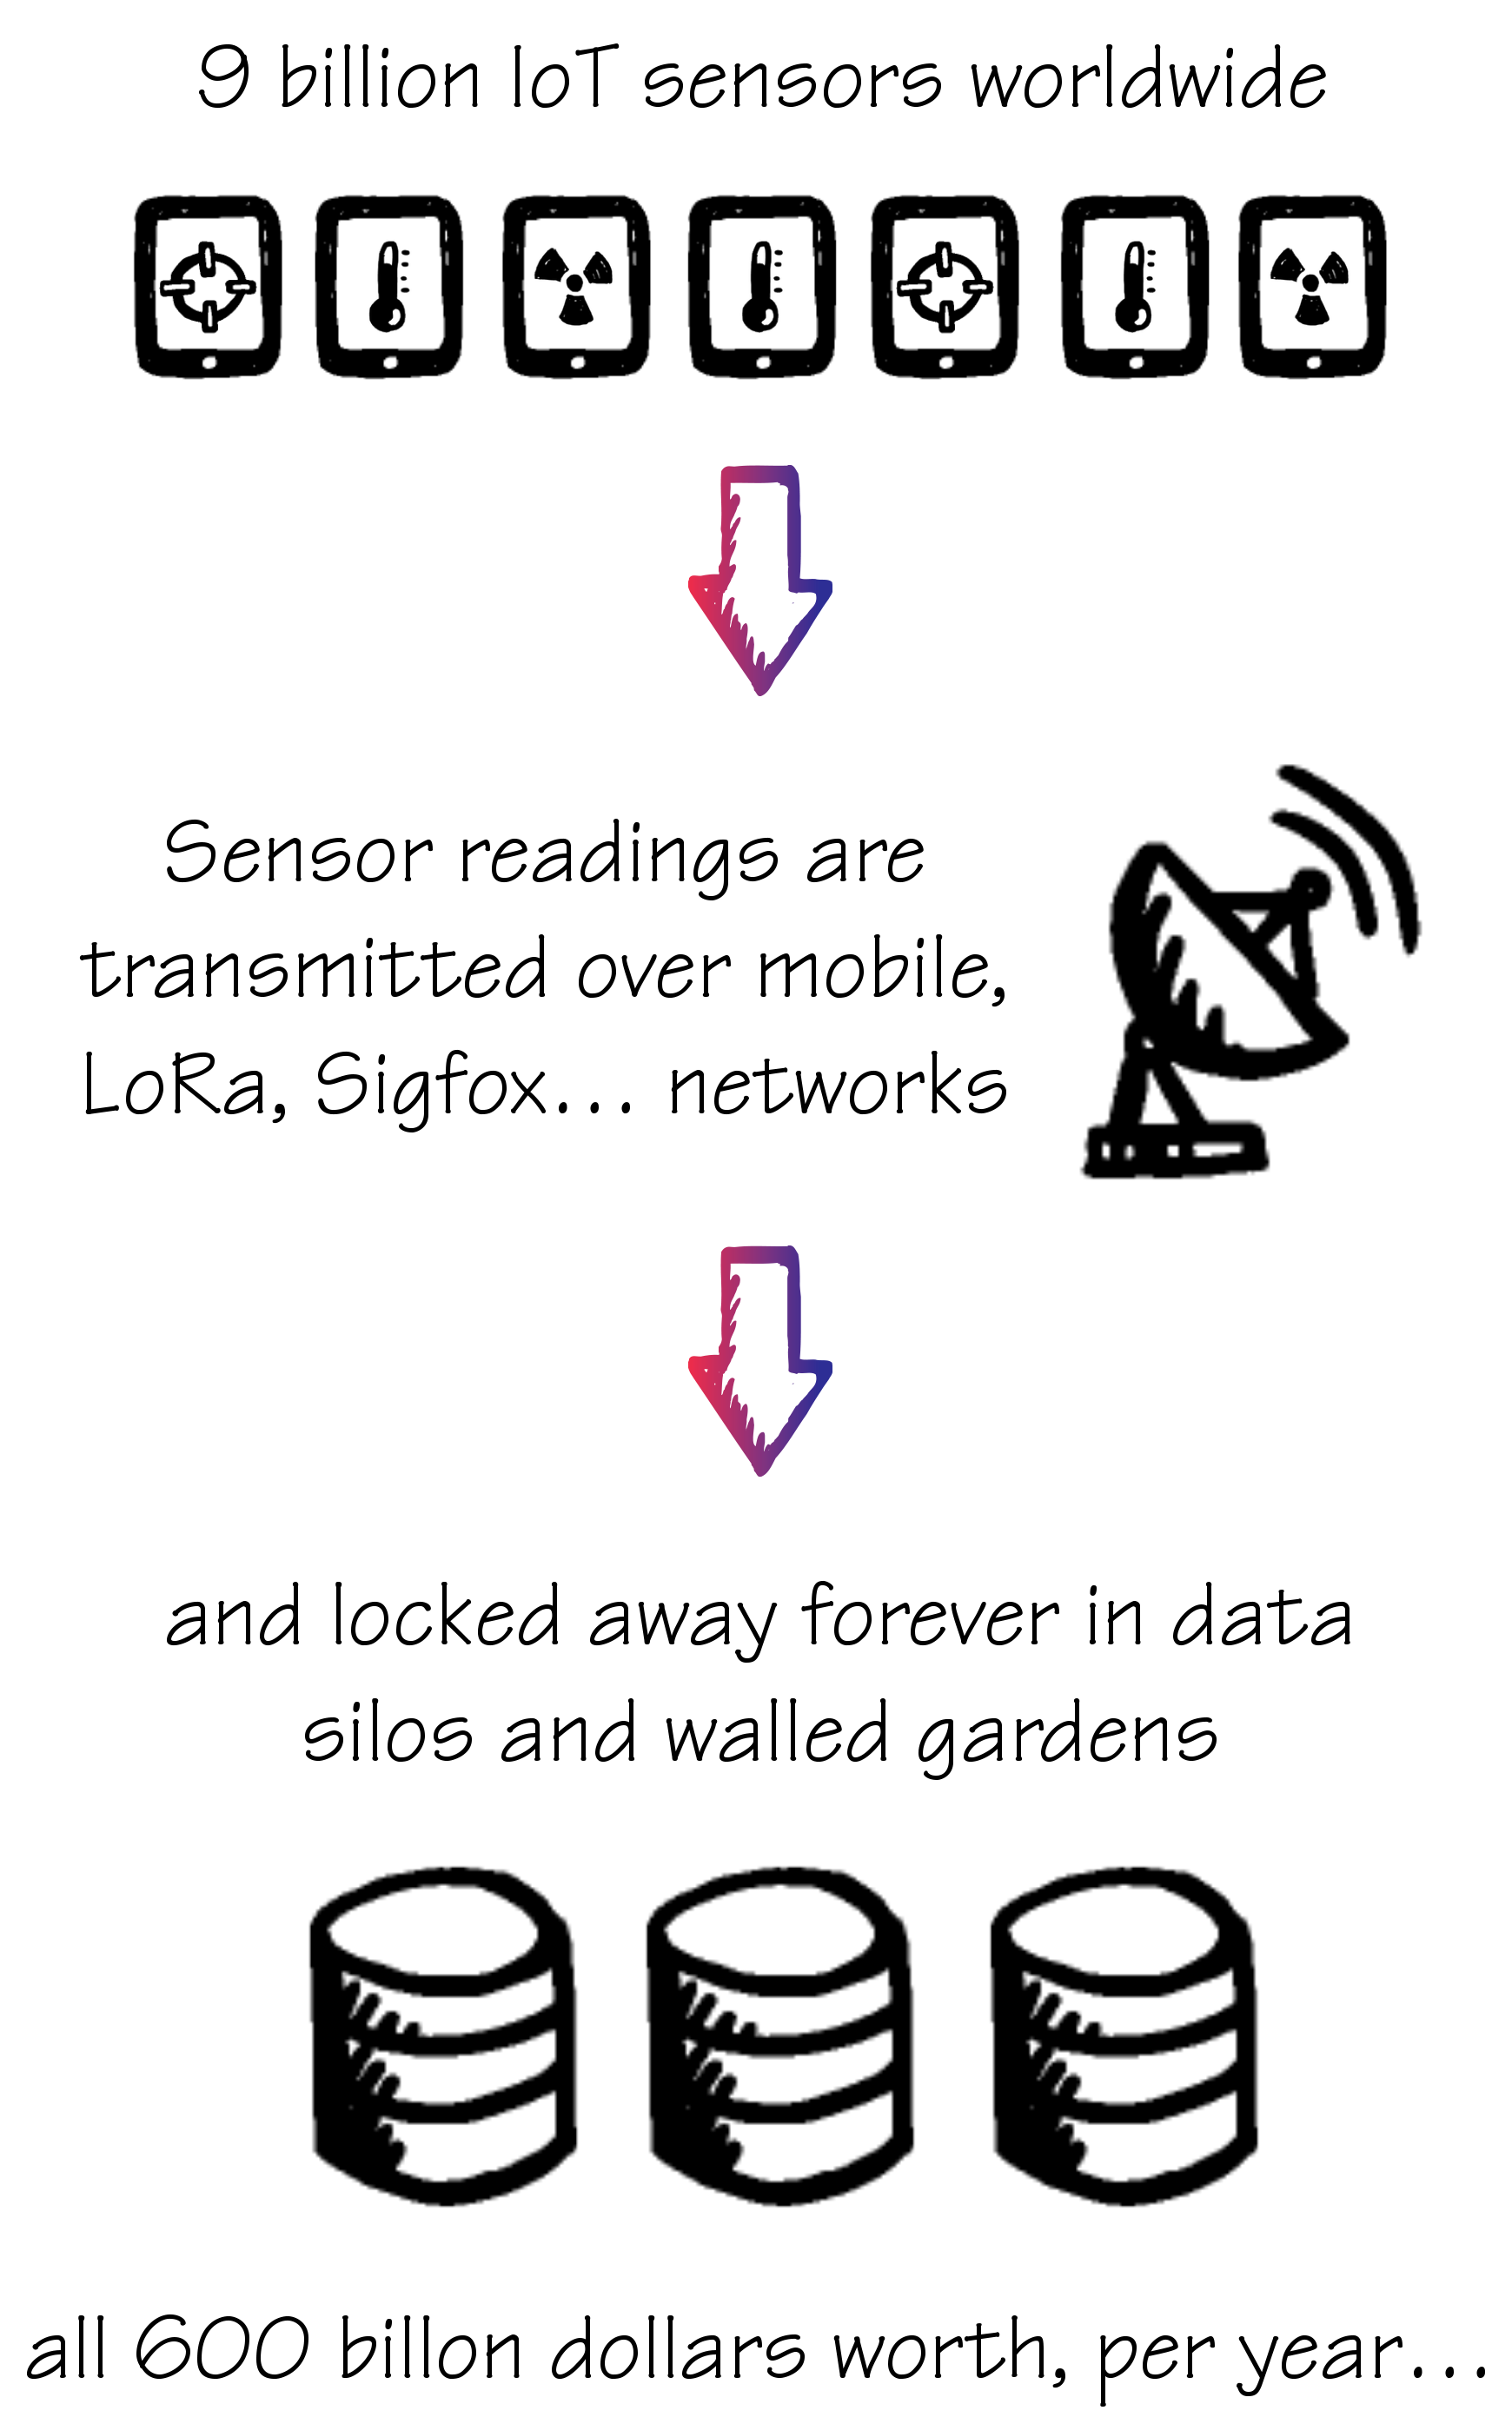 9 billion IoT sensors worldwide
Sensor readings are
transmitted over mobile,
LoRa, Sigfox... networks
and locked away forever in data
silos and walled gardens
all 600 billon dollars worth, per year...